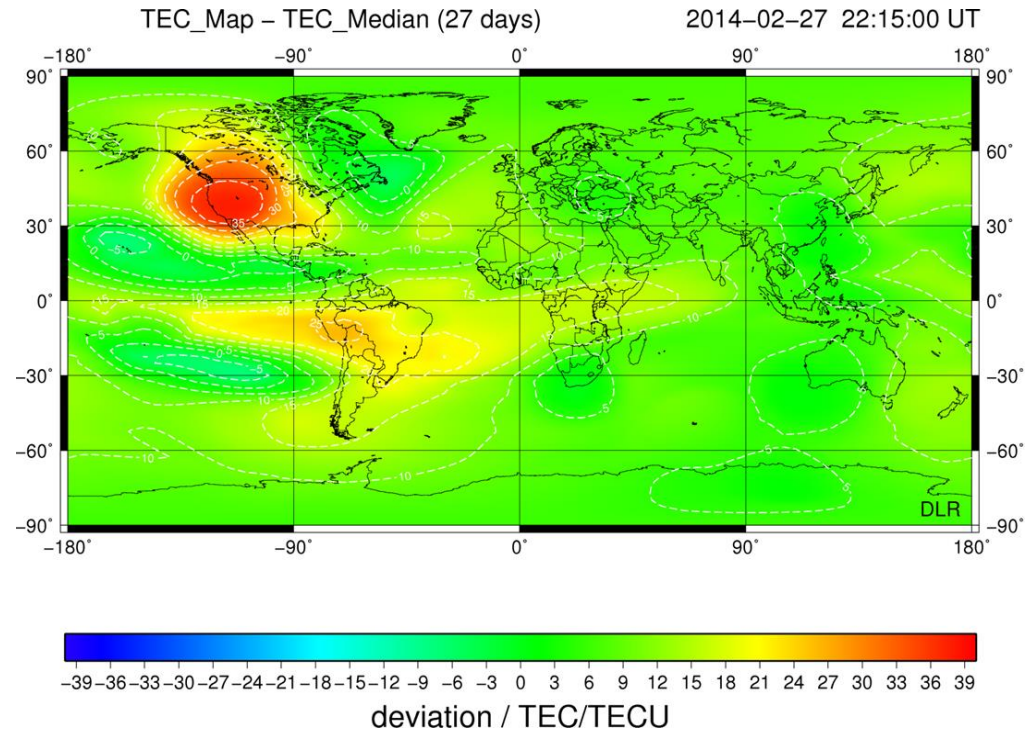 TEC_Map − TEC_Median (27 days) 2014−02−27 22:15:00 UT
−180˚ −90˚ 0˚ 90˚ 180˚
90˚ 90˚
60˚ 60˚
30˚ 30˚
0˚ 0˚
−30˚ −30˚
−60˚ −60˚
DLR
−90˚ −90˚
−180˚ −90˚ 0˚ 90˚ 180˚
−39 −36 −33 −30 −27 −24 −21 −18 −15 −12 −9 −6 −3 0 3 6 9 12 15 18 21 24 27 30 33 36 39
deviation / TEC/TECU